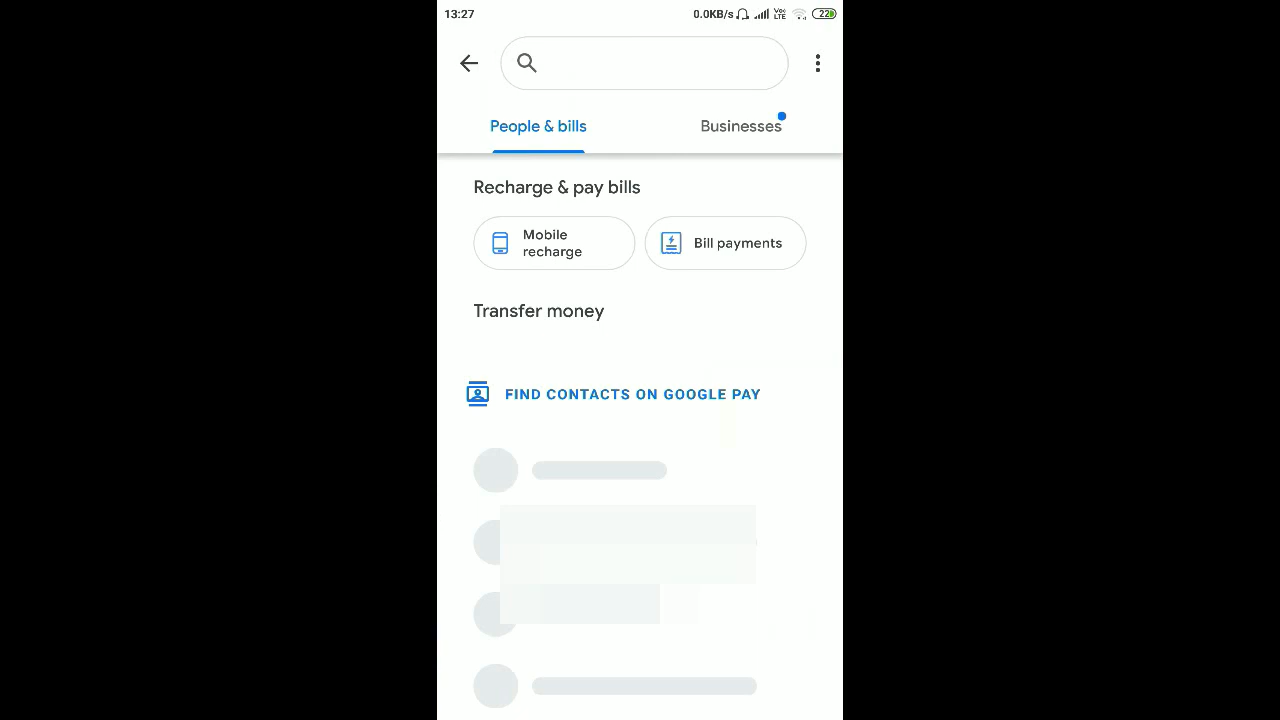 13:27
0.0KB/s
Vo
LTE
22
People & bills
Businesses
Recharge & pay bills
Mobile
recharge
Bill payments
Transfer money
FIND CONTACTS ON GOOGLE PAY